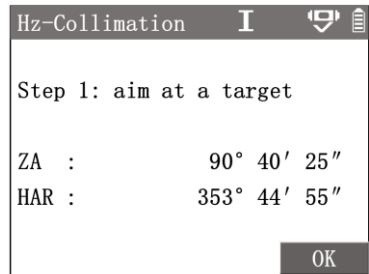 Hz-Collimation I
Step 1: aim at a target
ZA : 90° 40′ 25″
HAR : 353° 44′ 55″
OK